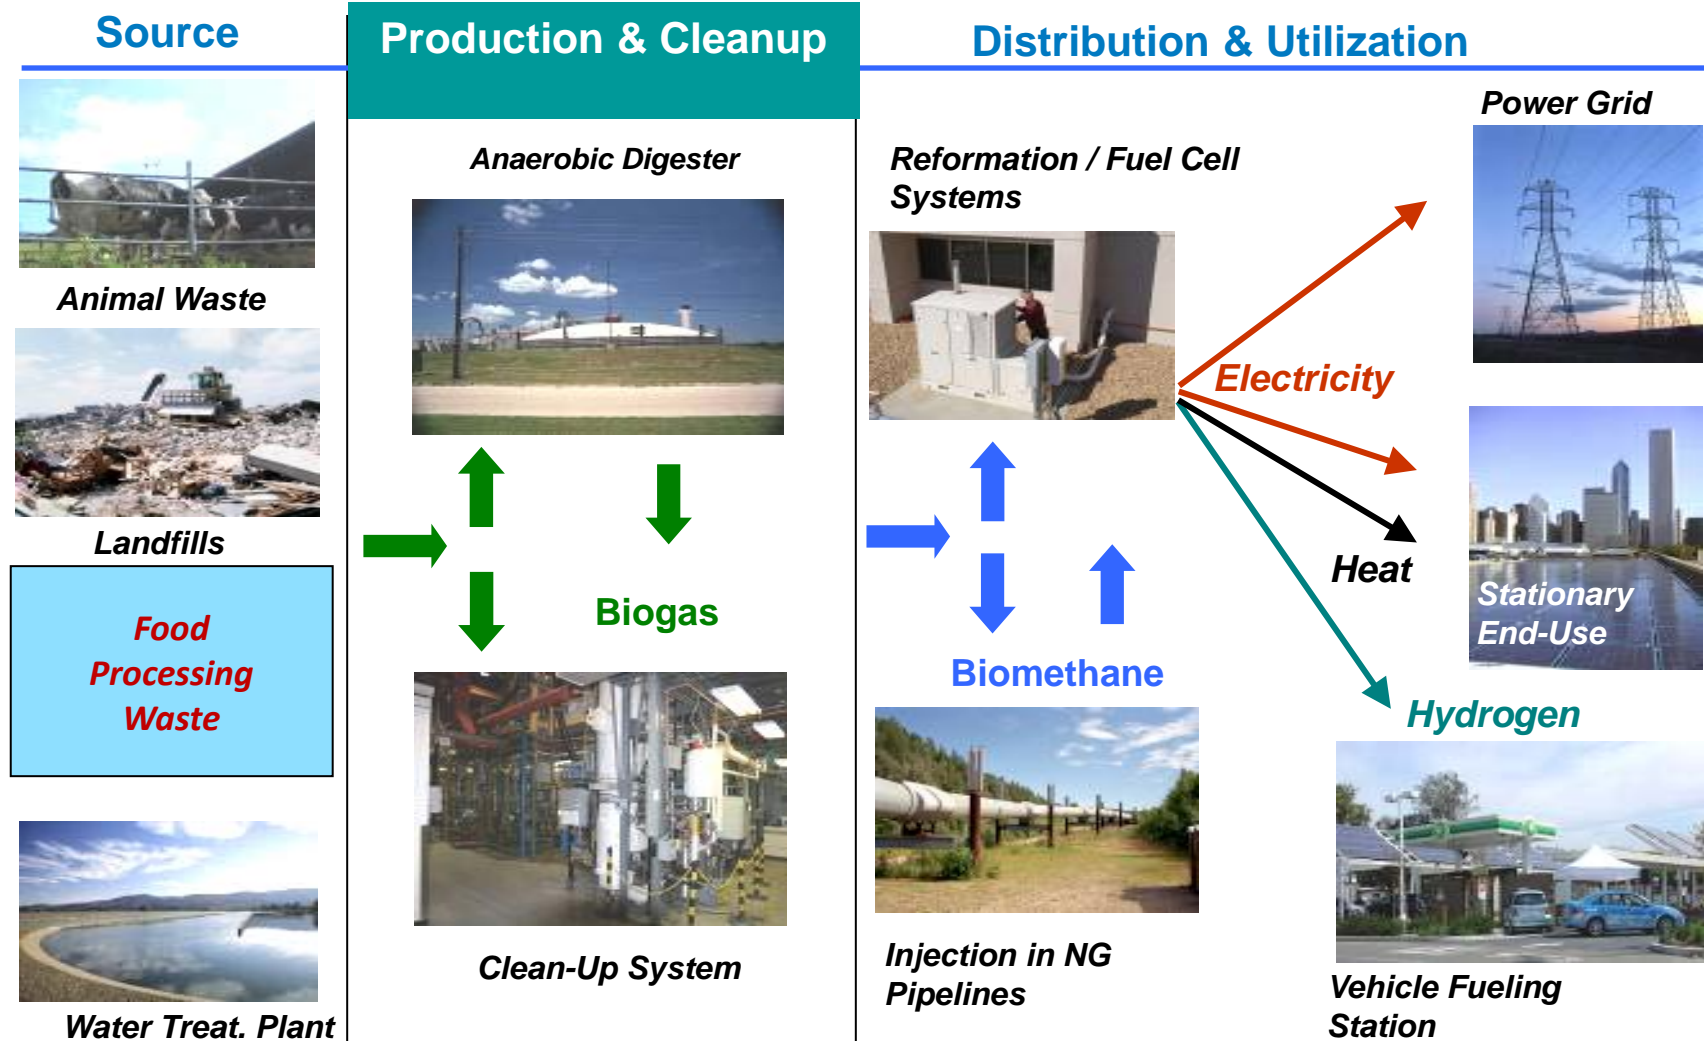 Source
Production & Cleanup
Distribution & Utilization
Animal Waste
Landfills
Food
Processing
Waste
Water Treat. Plant
Anaerobic Digester
Biogas
Clean-Up System
Reformation / Fuel Cell
Systems
Biomethane
Injection in NG
Pipelines
Power Grid
Electricity
Heat
Stationary
End-Use
Hydrogen
Vehicle Fueling
Station